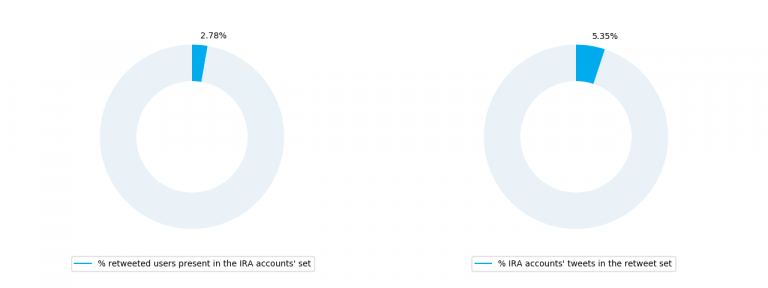 2.78%
5.35%
% retweeted users present in the IRA accounts' set
% IRA accounts' tweets in the retweet set